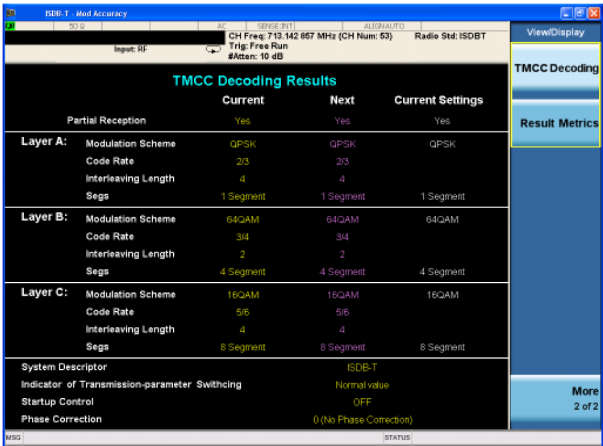 ISDB-T - Mod Accuracy
50 Ω AC SENSE:INT ALIGNAUTO
Input: RF
CH Freq: 713.142 857 MHz (CH Num: 53) Radio Std: ISDBT
Trig: Free Run
#Atten: 10 dB
View/Display
TMCC Decoding
Result Metrics
More
2 of 2
TMCC Decoding Results
Current Next Current Settings
Partial Reception Yes Yes Yes
Layer A: Modulation Scheme QPSK QPSK QPSK
Code Rate 2/3 2/3
Interleaving Length 4 4
Segs 1 Segment 1 Segment 1 Segment
Layer B: Modulation Scheme 64QAM 64QAM 64QAM
Code Rate 3/4 3/4
Interleaving Length 2 2
Segs 4 Segment 4 Segment 4 Segment
Layer C: Modulation Scheme 16QAM 16QAM 16QAM
Code Rate 5/6 5/6
Interleaving Length 4 4
Segs 8 Segment 8 Segment 8 Segment
System Descriptor ISDB-T
Indicator of Transmission-parameter Swithcing Normal value
Startup Control OFF
Phase Correction 0 (No Phase Correction)
MSG STATUS